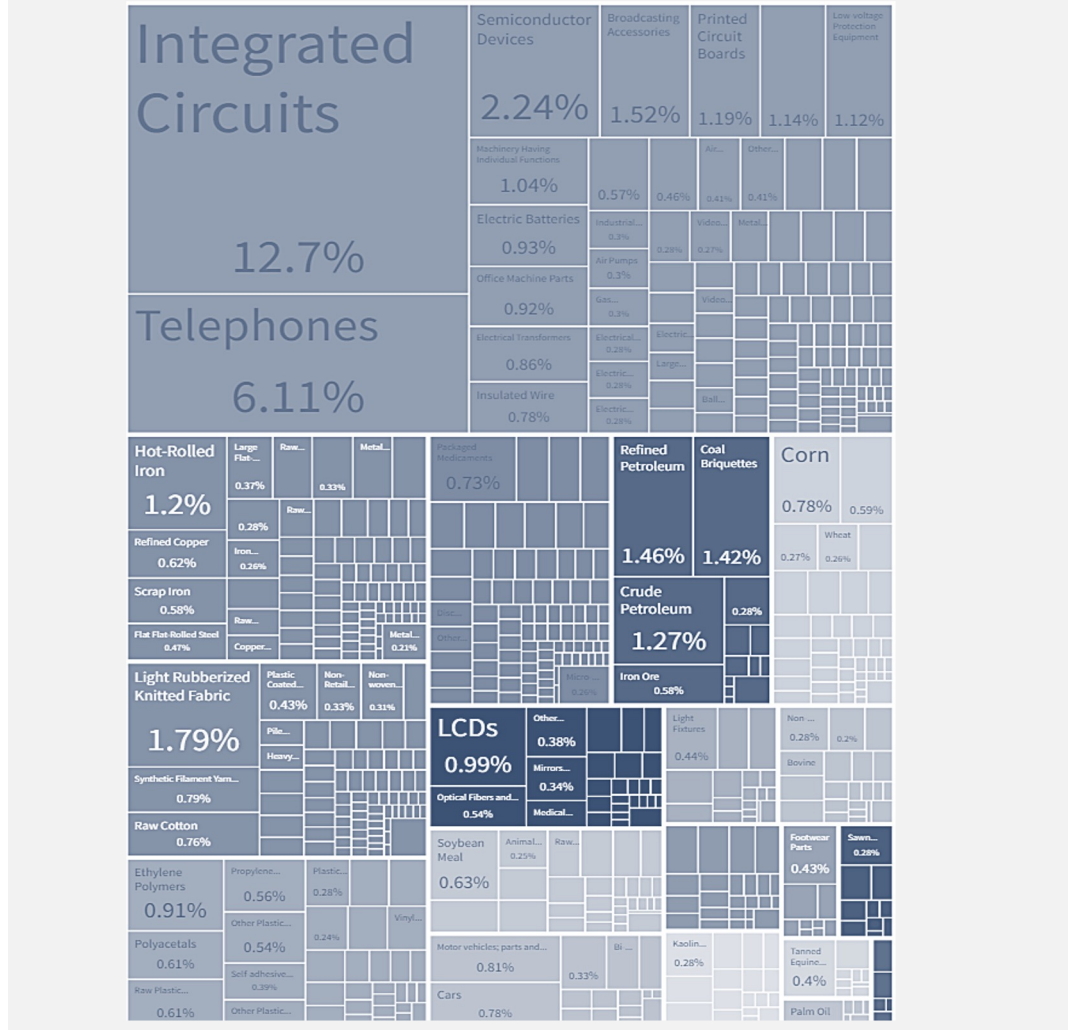 Integrated
Circuits
12.7%
Telephones
6.11%
Semiconductor
Devices
2.24%
Broadcasting
Accessories
1.52%
Printed
Circuit
Boards
1.19%
1.14%
Low-voltage
Protection
Equipment
1.12%
Machinery Having
Individual Functions
1.04%
Electric Batteries
0.93%
Office Machine Parts
0.92%
Electrical Transformers
0.86%
Insulated Wire
0.78%
0.57%
0.46%
Air...
0.41%
Other...
0.41%
Industrial...
0.3%
Air Pumps
0.3%
Gas...
0.3%
Electrical...
0.28%
Electric...
0.28%
Electric...
0.28%
0.28%
Video...
0.27%
Metal...
Video...
Electric...
Large...
Ball...
Hot-Rolled
Iron
1.2%
Refined Copper
0.62%
Scrap Iron
0.58%
Flat Flat-Rolled Steel
0.47%
Large
Flat-...
0.37%
Raw...
0.33%
Metal...
0.28%
Raw...
Iron...
0.26%
Raw...
Copper...
Metal...
0.21%
Packaged
Medicaments
0.73%
Disc...
Other...
Micro-...
0.26%
Refined
Petroleum
1.46%
Coal
Briquettes
1.42%
Crude
Petroleum
1.27%
0.28%
Iron Ore
0.58%
Corn
0.78%
0.59%
0.27%
Wheat
0.26%
Light Rubberized
Knitted Fabric
1.79%
Synthetic Filament Yarn...
0.79%
Raw Cotton
0.76%
Plastic
Coated...
0.43%
Non-
Retail...
0.33%
Non-
woven...
0.31%
Pile...
Heavy...
LCDs
0.99%
Optical Fibers and...
0.54%
Other...
0.38%
Mirrors...
0.34%
Medical...
Light
Fixtures
0.44%
Non-...
0.28%
0.2%
Bovine
Ethylene
Polymers
0.91%
Polyacetals
0.61%
Raw Plastic...
0.61%
Propylene...
0.56%
Other Plastic...
0.54%
Self-adhesive...
0.39%
Other Plastic...
Plastic...
0.28%
0.24%
Vinyl...
Soybean
Meal
0.63%
Animal...
0.25%
Raw...
Footwear
Parts
0.43%
Sawn...
0.28%
Motor vehicles; parts and...
0.81%
Cars
0.78%
0.33%
Bi-...
Kaolin...
0.28%
Tanned
Equine...
0.4%
Palm Oil